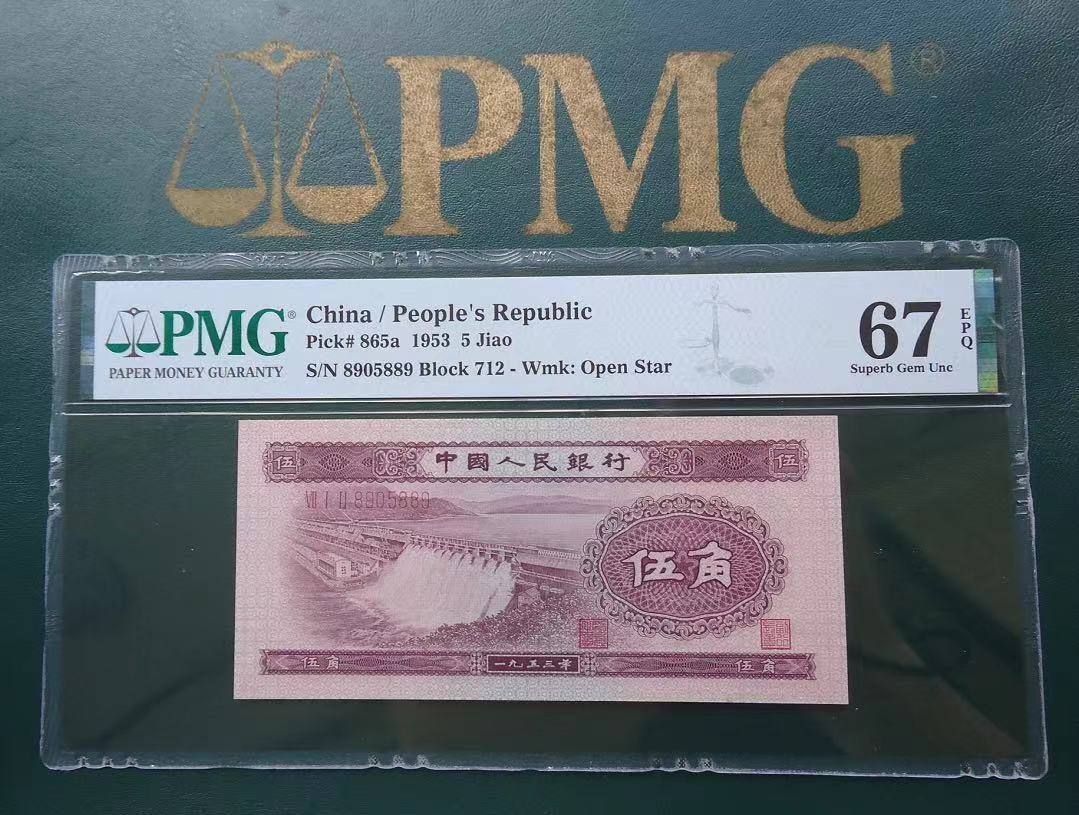 PMG®
PMG®
PAPER MONEY GUARANTY
China / People's Republic
Pick# 865a 1953 5 Jiao
S/N 8905889 Block 712 - Wmk: Open Star
67
EPQ
Superb Gem Unc
伍
中國人民銀行
伍
VII I II 8905889
伍角
伍角
一九五三年
伍角